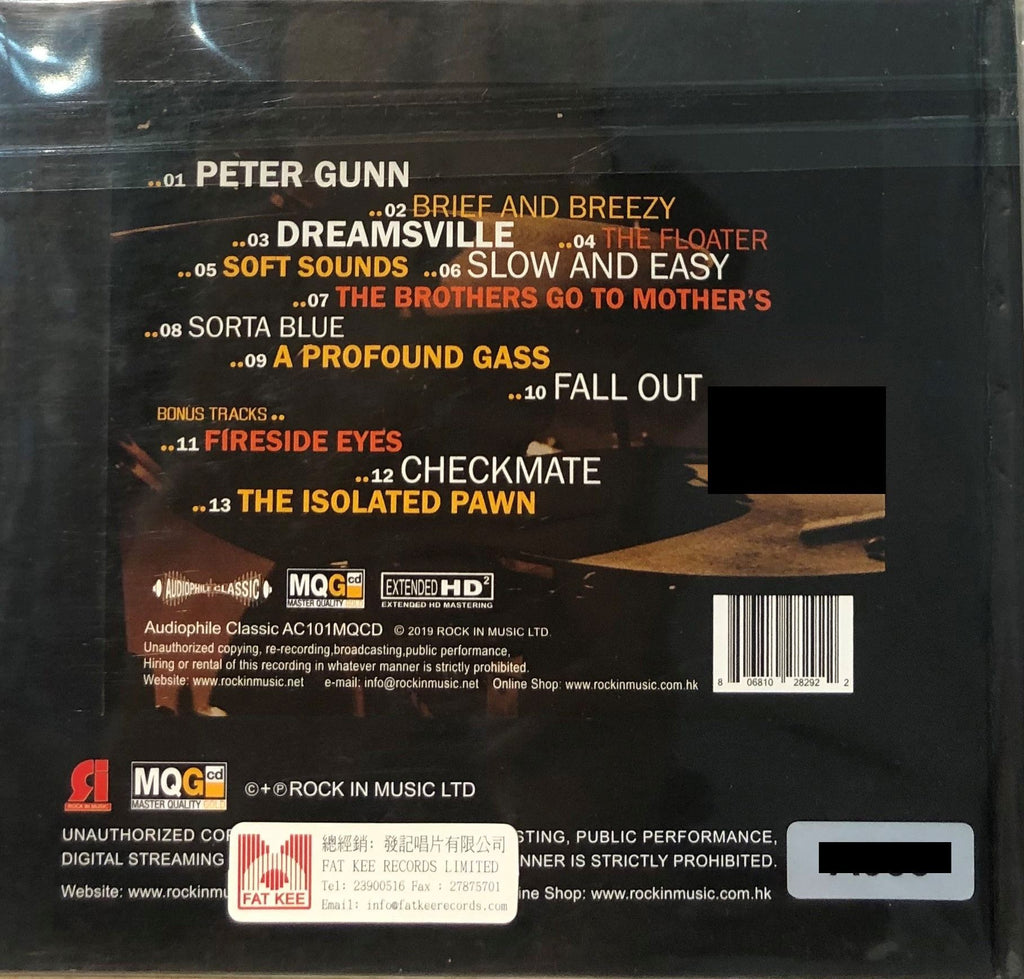 ..01 PETER GUNN
..02 BRIEF AND BREEZY
..03 DREAMSVILLE ..04 THE FLOATER
..05 SOFT SOUNDS ..06 SLOW AND EASY
..07 THE BROTHERS GO TO MOTHER'S
..08 SORTA BLUE
..09 A PROFOUND GASS
..10 FALL OUT
BONUS TRACKS ..
..11 FIRESIDE EYES
..12 CHECKMATE
..13 THE ISOLATED PAWN
AUDIOPHILE CLASSIC
MQGcd
MASTER QUALITY GOLD
EXTENDED HD2
EXTENDED HD MASTERING
Audiophile Classic AC101MQCD © 2019 ROCK IN MUSIC LTD.
Unauthorized copying, re-recording,broadcasting,public performance,
Hiring or rental of this recording in whatever manner is strictly prohibited.
Website: www.rockinmusic.net e-mail: info@rockinmusic.net Online Shop: www.rockinmusic.com.hk
8 06810 28292 2
ROCK IN MUSIC
MQGcd
MASTER QUALITY GOLD
©+℗ROCK IN MUSIC LTD
UNAUTHORIZED COP STING, PUBLIC PERFORMANCE,
DIGITAL STREAMING NNER IS STRICTLY PROHIBITED.
Website: www.rockinmu ine Shop: www.rockinmusic.com.hk
FAT KEE
總經銷: 發記唱片有限公司
FAT KEE RECORDS LIMITED
Tel: 23900516 Fax : 27875701
Email: info@fatkeerecords.com